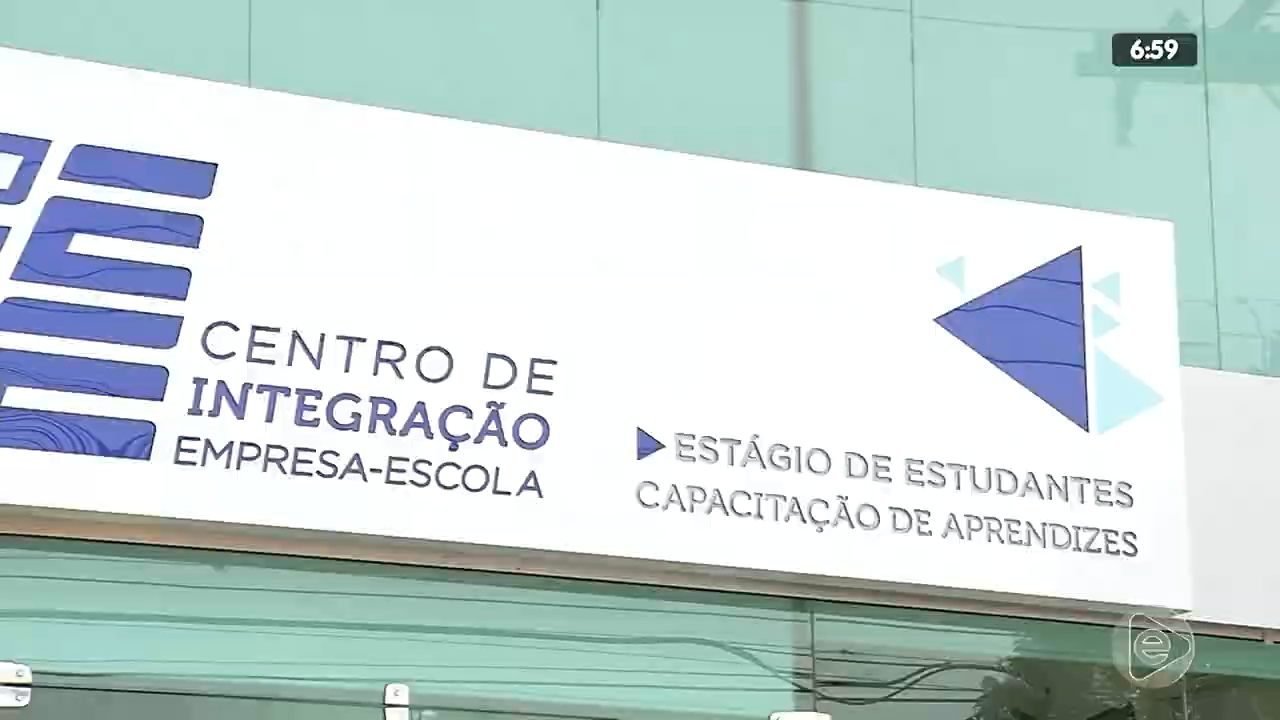 6:59
CENTRO DE
INTEGRAÇÃO
EMPRESA-ESCOLA
ESTÁGIO DE ESTUDANTES
CAPACITAÇÃO DE APRENDIZES
e